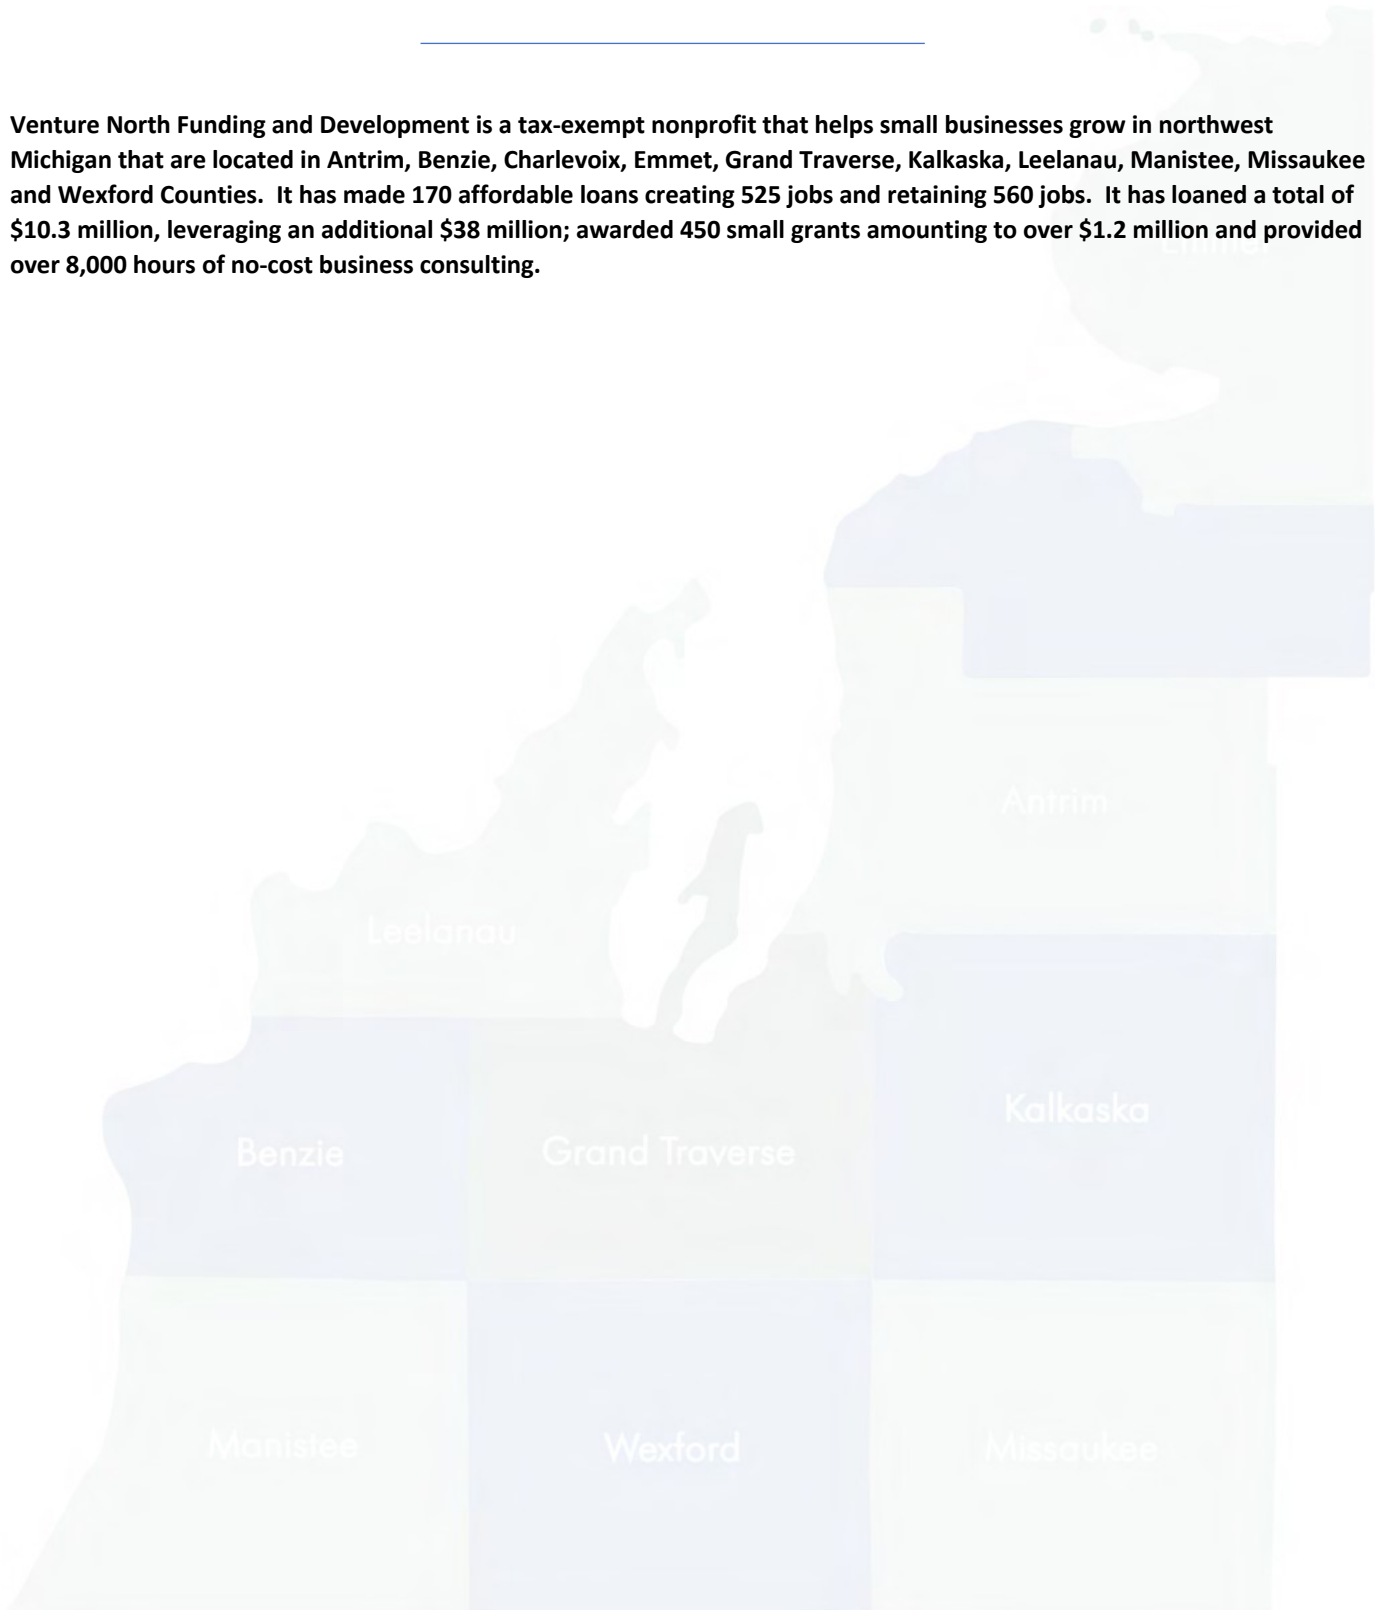 Venture North Funding and Development is a tax-exempt nonprofit that helps small businesses grow in northwest
Michigan that are located in Antrim, Benzie, Charlevoix, Emmet, Grand Traverse, Kalkaska, Leelanau, Manistee, Missaukee
and Wexford Counties.  It has made 170 affordable loans creating 525 jobs and retaining 560 jobs.  It has loaned a total of
$10.3 million, leveraging an additional $38 million; awarded 450 small grants amounting to over $1.2 million and provided
over 8,000 hours of no-cost business consulting.
Emmet
Antrim
Leelanau
Kalkaska
Benzie
Grand Traverse
Manistee
Wexford
Missaukee